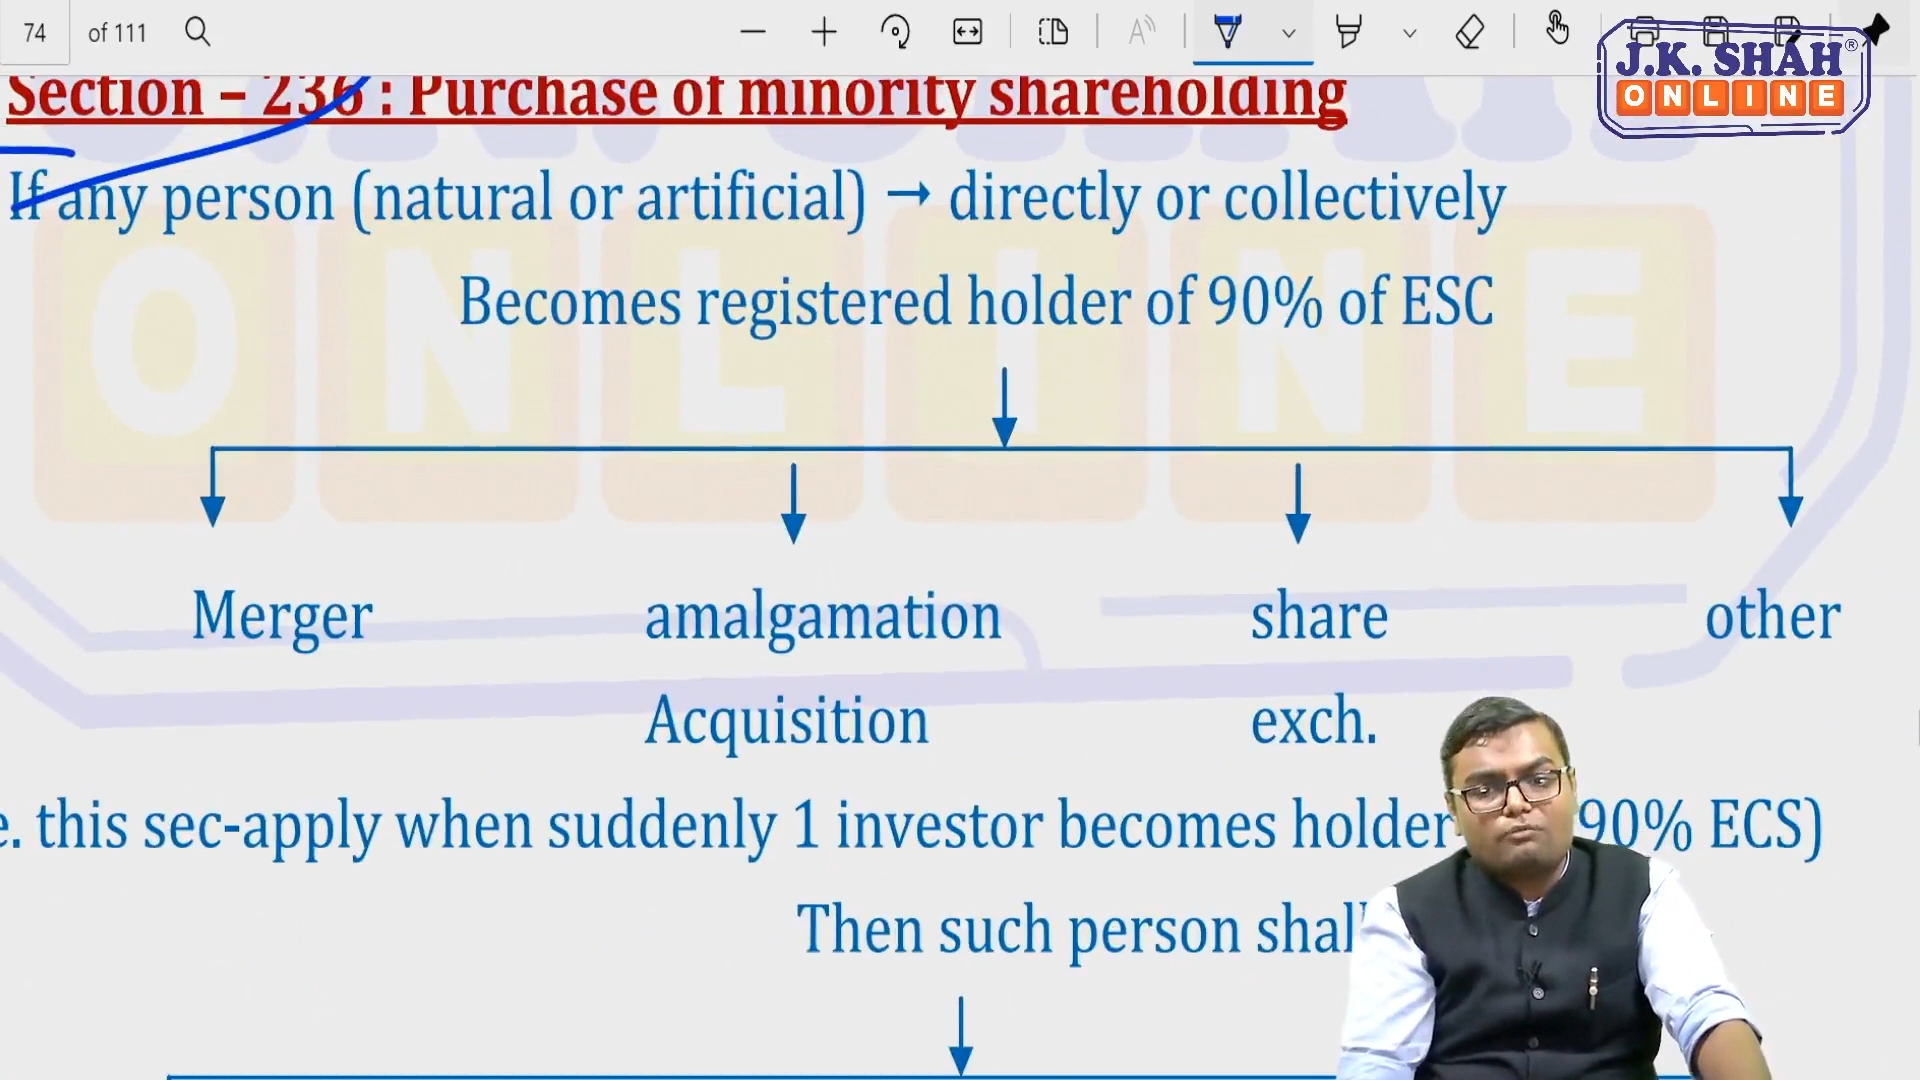 74 of 111
J.K. SHAH®
ONLINE
Section – 236 : Purchase of minority shareholding
If any person (natural or artificial) → directly or collectively
Becomes registered holder of 90% of ESC
Merger amalgamation share other
Acquisition exch.
e. this sec-apply when suddenly 1 investor becomes holder 90% ECS)
Then such person shall
ONLINE